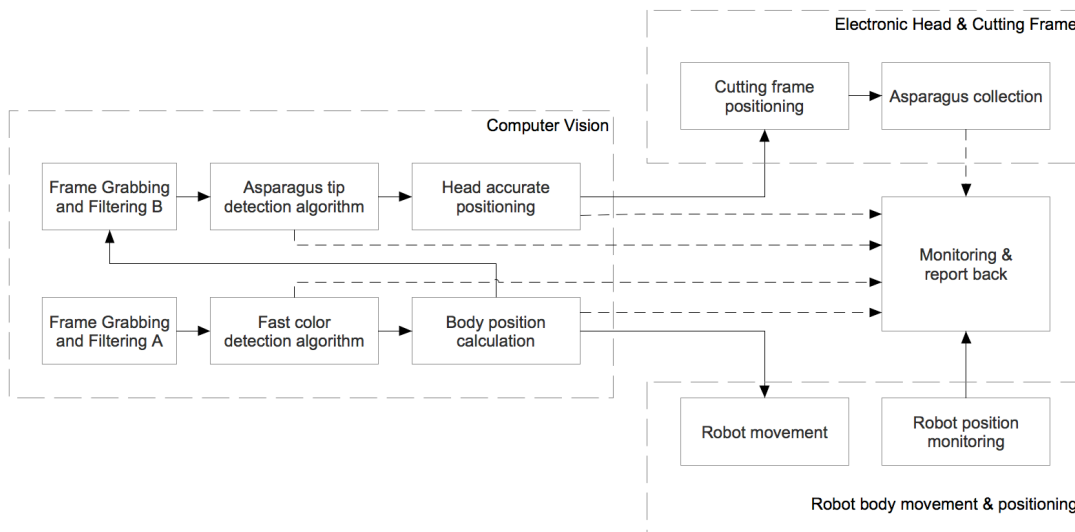 Electronic Head & Cutting Frame
Cutting frame
positioning
Asparagus collection
Computer Vision
Frame Grabbing
and Filtering B
Asparagus tip
detection algorithm
Head accurate
positioning
Monitoring &
report back
Frame Grabbing
and Filtering A
Fast color
detection algorithm
Body position
calculation
Robot movement
Robot position
monitoring
Robot body movement & positioning